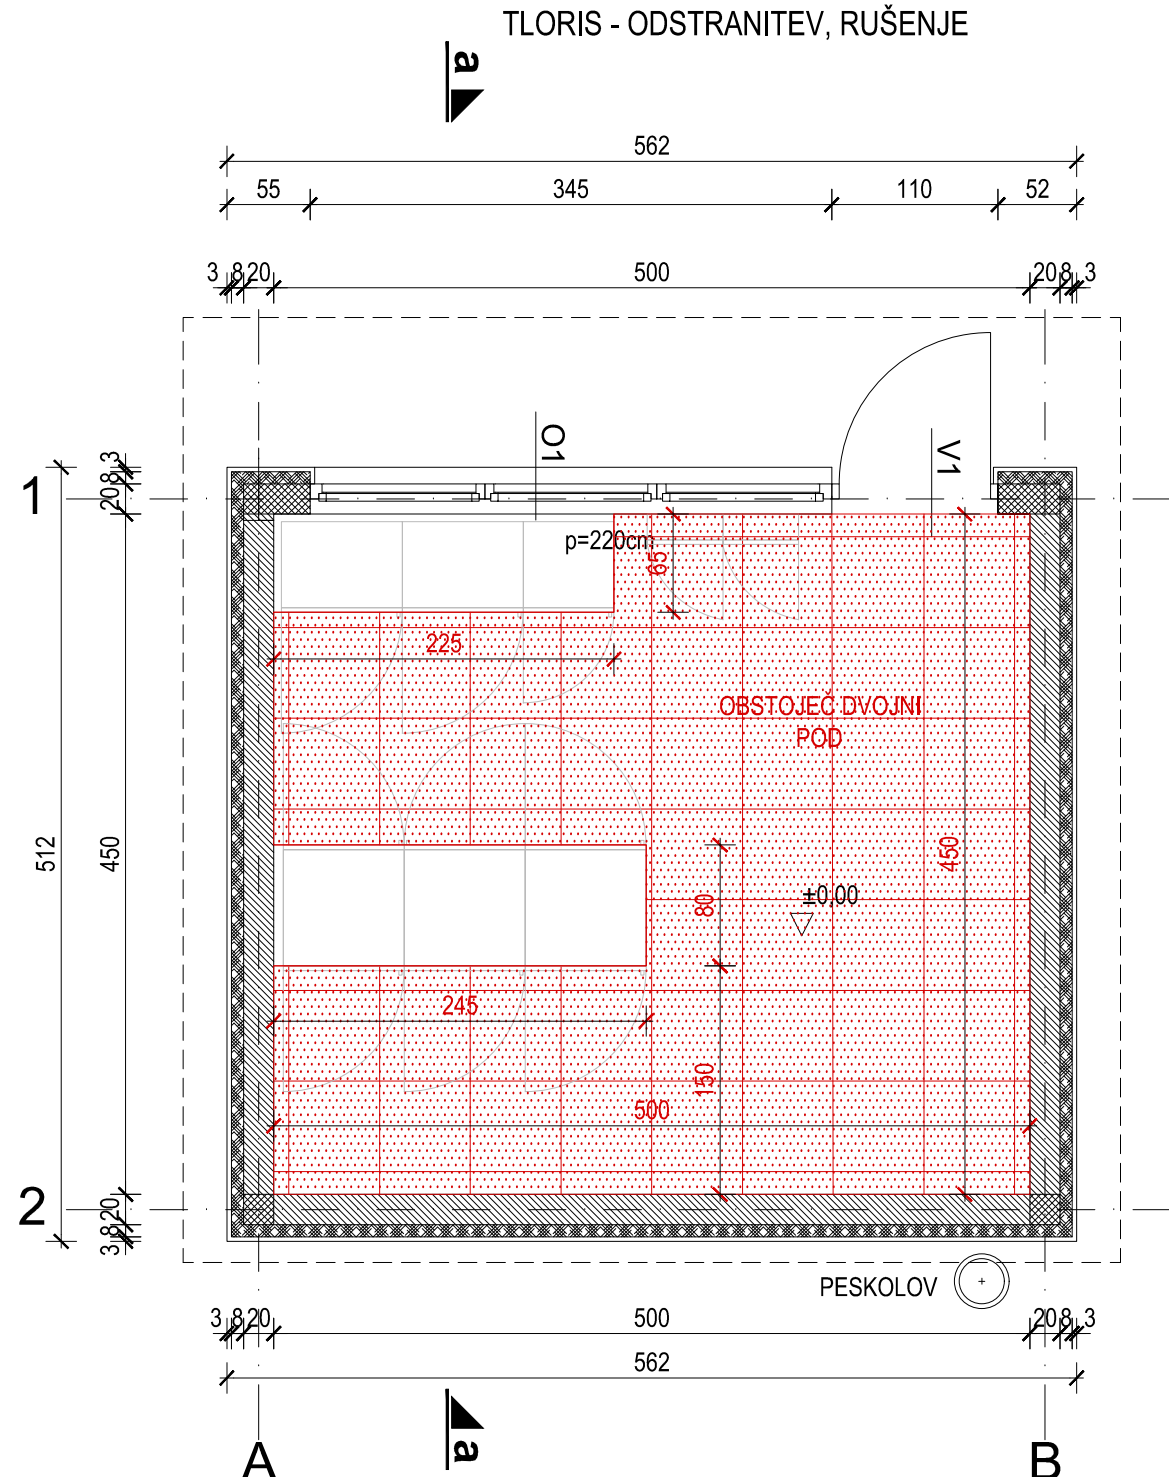 TLORIS - ODSTRANITEV, RUŠENJE
a
562
55 345 110 52
3 8 20 500 20 8 3
O1
V1
1
3
8
20
p=220cm
65
225
OBSTOJEČ DVOJNI
POD
512
450
450
80
±0,00
245
150
500
2
20
8
3
PESKOLOV
3 8 20 500 20 8 3
562
a
A B